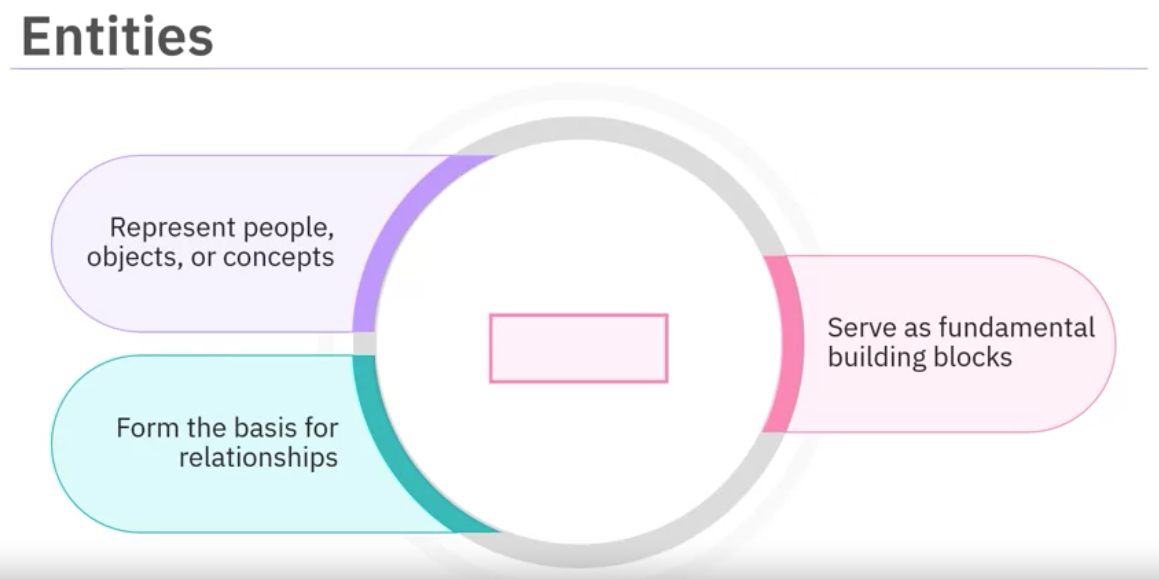 Entities
Represent people,
objects, or concepts
Form the basis for
relationships
Serve as fundamental
building blocks